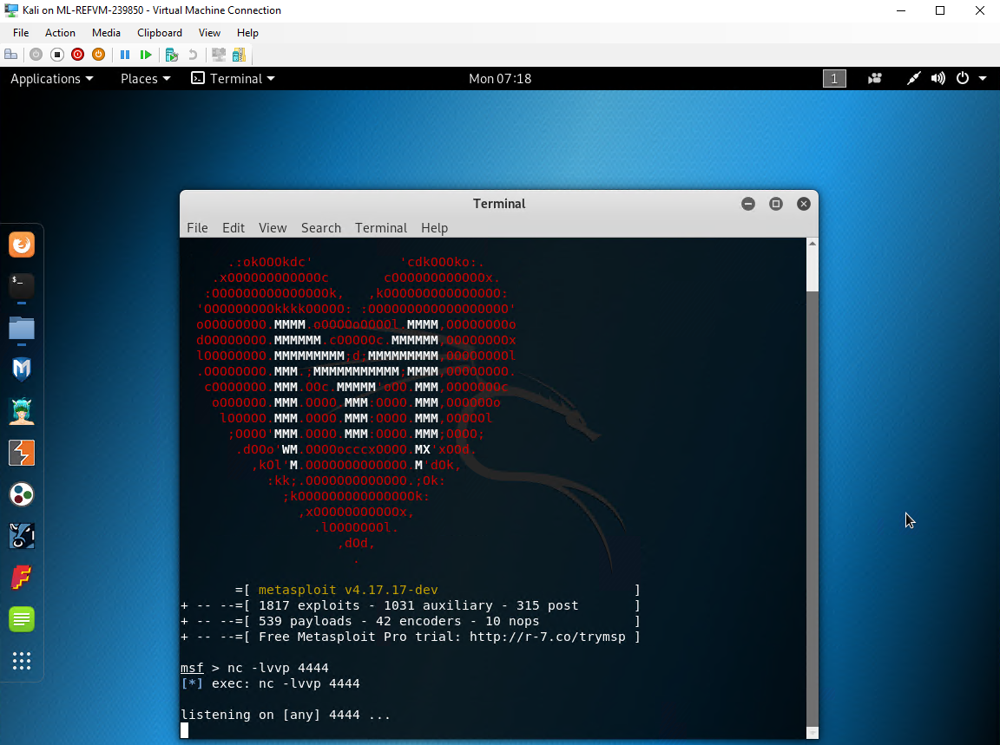 Kali on ML-REFVM-239850 - Virtual Machine Connection
File Action Media Clipboard View Help
Applications Places Terminal Mon 07:18 1
Terminal
File Edit View Search Terminal Help
.:okOOOkdc' 'cdkOOOko:.
.xOOOOOOOOOOOOc cOOOOOOOOOOOOx.
:OOOOOOOOOOOOOOOk, ,kOOOOOOOOOOOOOOO:
'OOOOOOOOOkkkkOOOOO: :OOOOOOOOOOOOOOOOOO'
oOOOOOOOO.MMMM.oOOOOoOOOOl.MMMM,OOOOOOOOo
dOOOOOOOO.MMMMMM.cOOOOOc.MMMMMM,OOOOOOOOx
lOOOOOOOO.MMMMMMMMM;d;MMMMMMMMM,OOOOOOOOl
.OOOOOOOO.MMM.;MMMMMMMMMMM;MMMM,OOOOOOOO.
cOOOOOOO.MMM.OOc.MMMMM'oOO.MMM,OOOOOOOc
oOOOOOO.MMM.OOOO.MMM:OOOO.MMM,OOOOOOo
lOOOOO.MMM.OOOO.MMM:OOOO.MMM,OOOOOl
;OOOO'MMM.OOOO.MMM:OOOO.MMM;OOOO;
.dOOo'WM.OOOOocccxOOOO.MX'xOOd.
,kOl'M.OOOOOOOOOOOOO.M'dOk,
:kk;.OOOOOOOOOOOOO.;Ok:
;kOOOOOOOOOOOOOOOk:
,xOOOOOOOOOOOx,
.lOOOOOOOl.
,dOd,
.
=[ metasploit v4.17.17-dev ]
+ -- --=[ 1817 exploits - 1031 auxiliary - 315 post ]
+ -- --=[ 539 payloads - 42 encoders - 10 nops ]
+ -- --=[ Free Metasploit Pro trial: http://r-7.co/trymsp ]
msf > nc -lvvp 4444
[*] exec: nc -lvvp 4444
listening on [any] 4444 ...